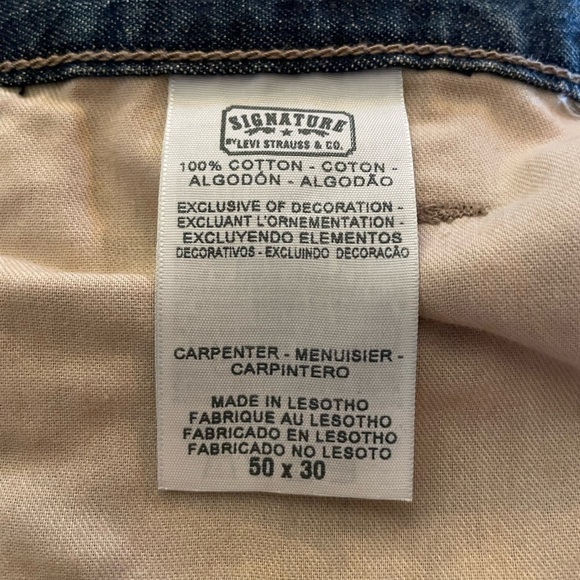 SIGNATURE
BY LEVI STRAUSS & CO.
100% COTTON - COTON -
ALGODÓN - ALGODÃO
EXCLUSIVE OF DECORATION -
EXCLUANT L'ORNEMENTATION -
EXCLUYENDO ELEMENTOS
DECORATIVOS - EXCLUINDO DECORAÇÃO
CARPENTER - MENUISIER -
CARPINTERO
MADE IN LESOTHO
FABRIQUE AU LESOTHO
FABRICADO EN LESOTHO
FABRICADO NO LESOTO
50 x 30